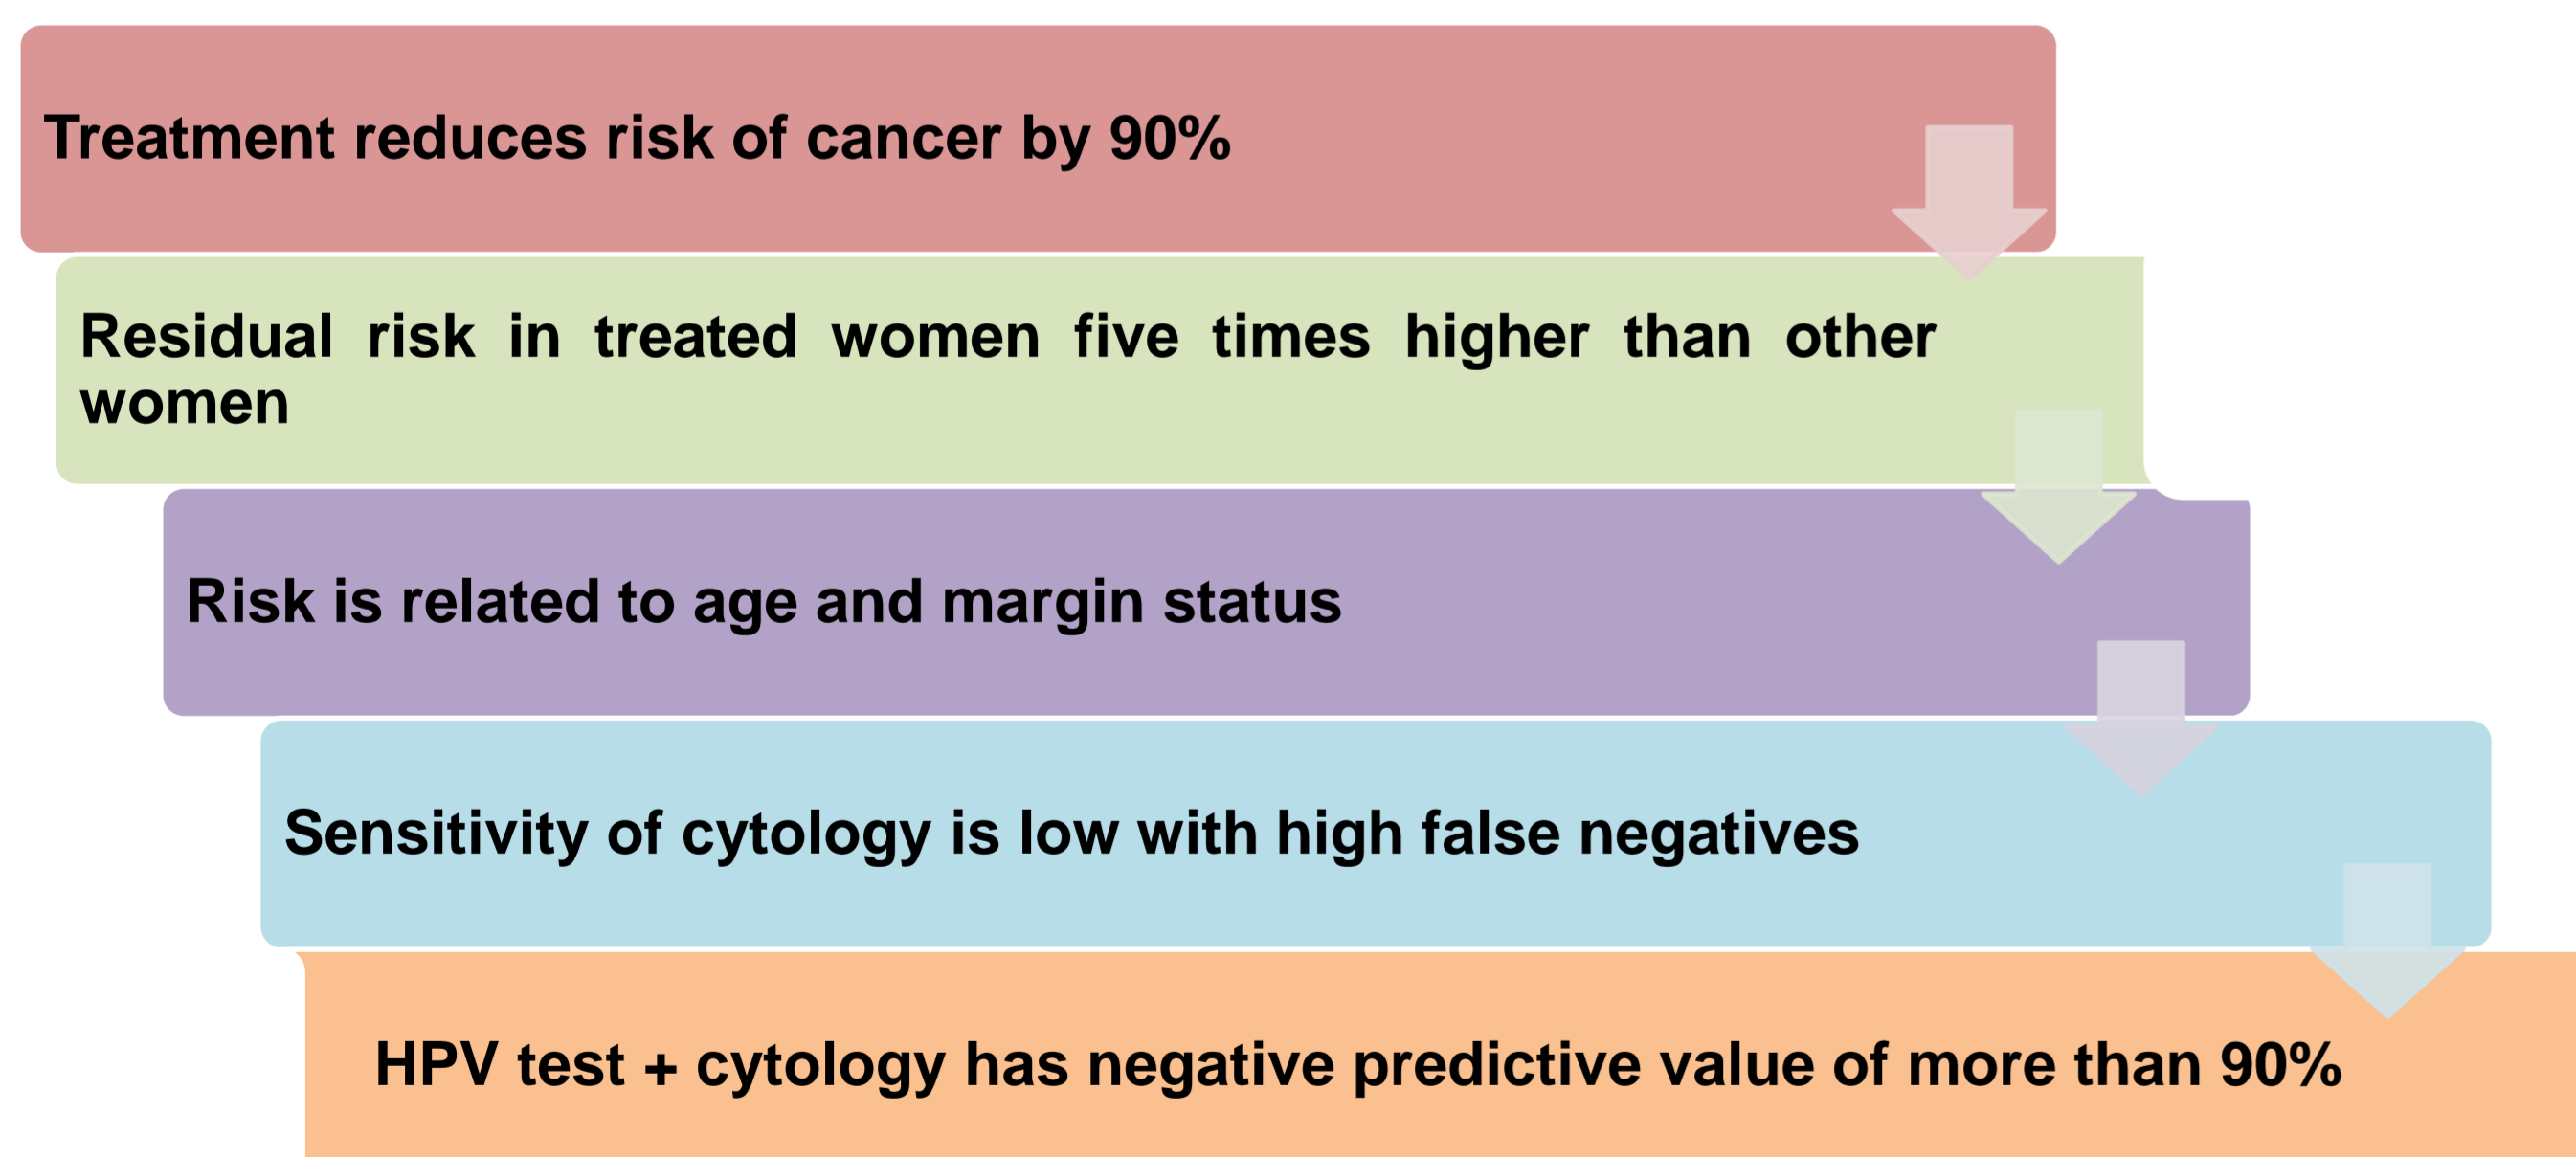 Treatment reduces risk of cancer by 90%
Residual risk in treated women five times higher than other
women
Risk is related to age and margin status
Sensitivity of cytology is low with high false negatives
HPV test + cytology has negative predictive value of more than 90%